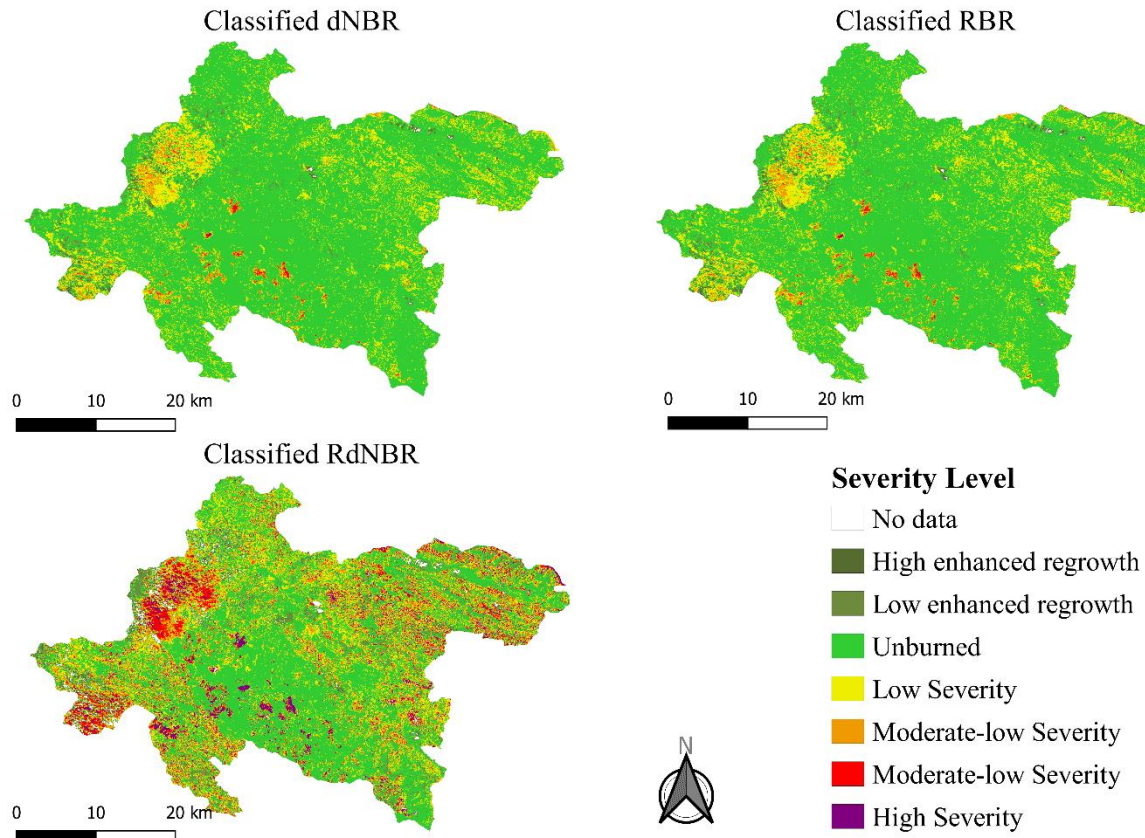 Classified dNBR
Classified RBR
0 10 20 km
0 10 20 km
Classified RdNBR
0 10 20 km
Severity Level
No data
High enhanced regrowth
Low enhanced regrowth
Unburned
Low Severity
Moderate-low Severity
Moderate-low Severity
High Severity
N